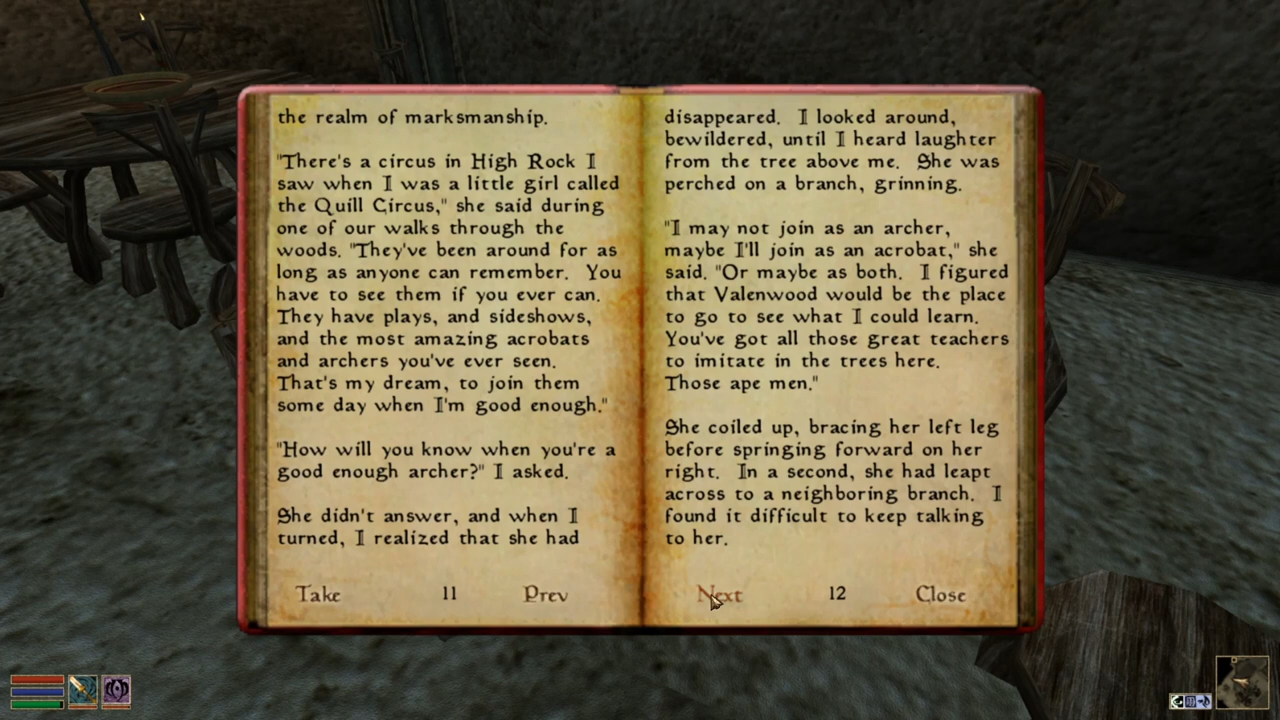 the realm of marksmanship.
"There's a circus in High Rock I
saw when I was a little girl called
the Quill Circus," she said during
one of our walks through the
woods. "They've been around for as
long as anyone can remember. You
have to see them if you ever can.
They have plays, and sideshows,
and the most amazing acrobats
and archers you've ever seen.
That's my dream, to join them
some day when I'm good enough."
"How will you know when you're a
good enough archer?" I asked.
She didn't answer, and when I
turned, I realized that she had
Take 11 Prev
disappeared. I looked around,
bewildered, until I heard laughter
from the tree above me. She was
perched on a branch, grinning.
"I may not join as an archer,
maybe I'll join as an acrobat," she
said. "Or maybe as both. I figured
that Valenwood would be the place
to go to see what I could learn.
You've got all those great teachers
to imitate in the trees here.
Those ape men."
She coiled up, bracing her left leg
before springing forward on her
right. In a second, she had leapt
across to a neighboring branch. I
found it difficult to keep talking
to her.
Next 12 Close